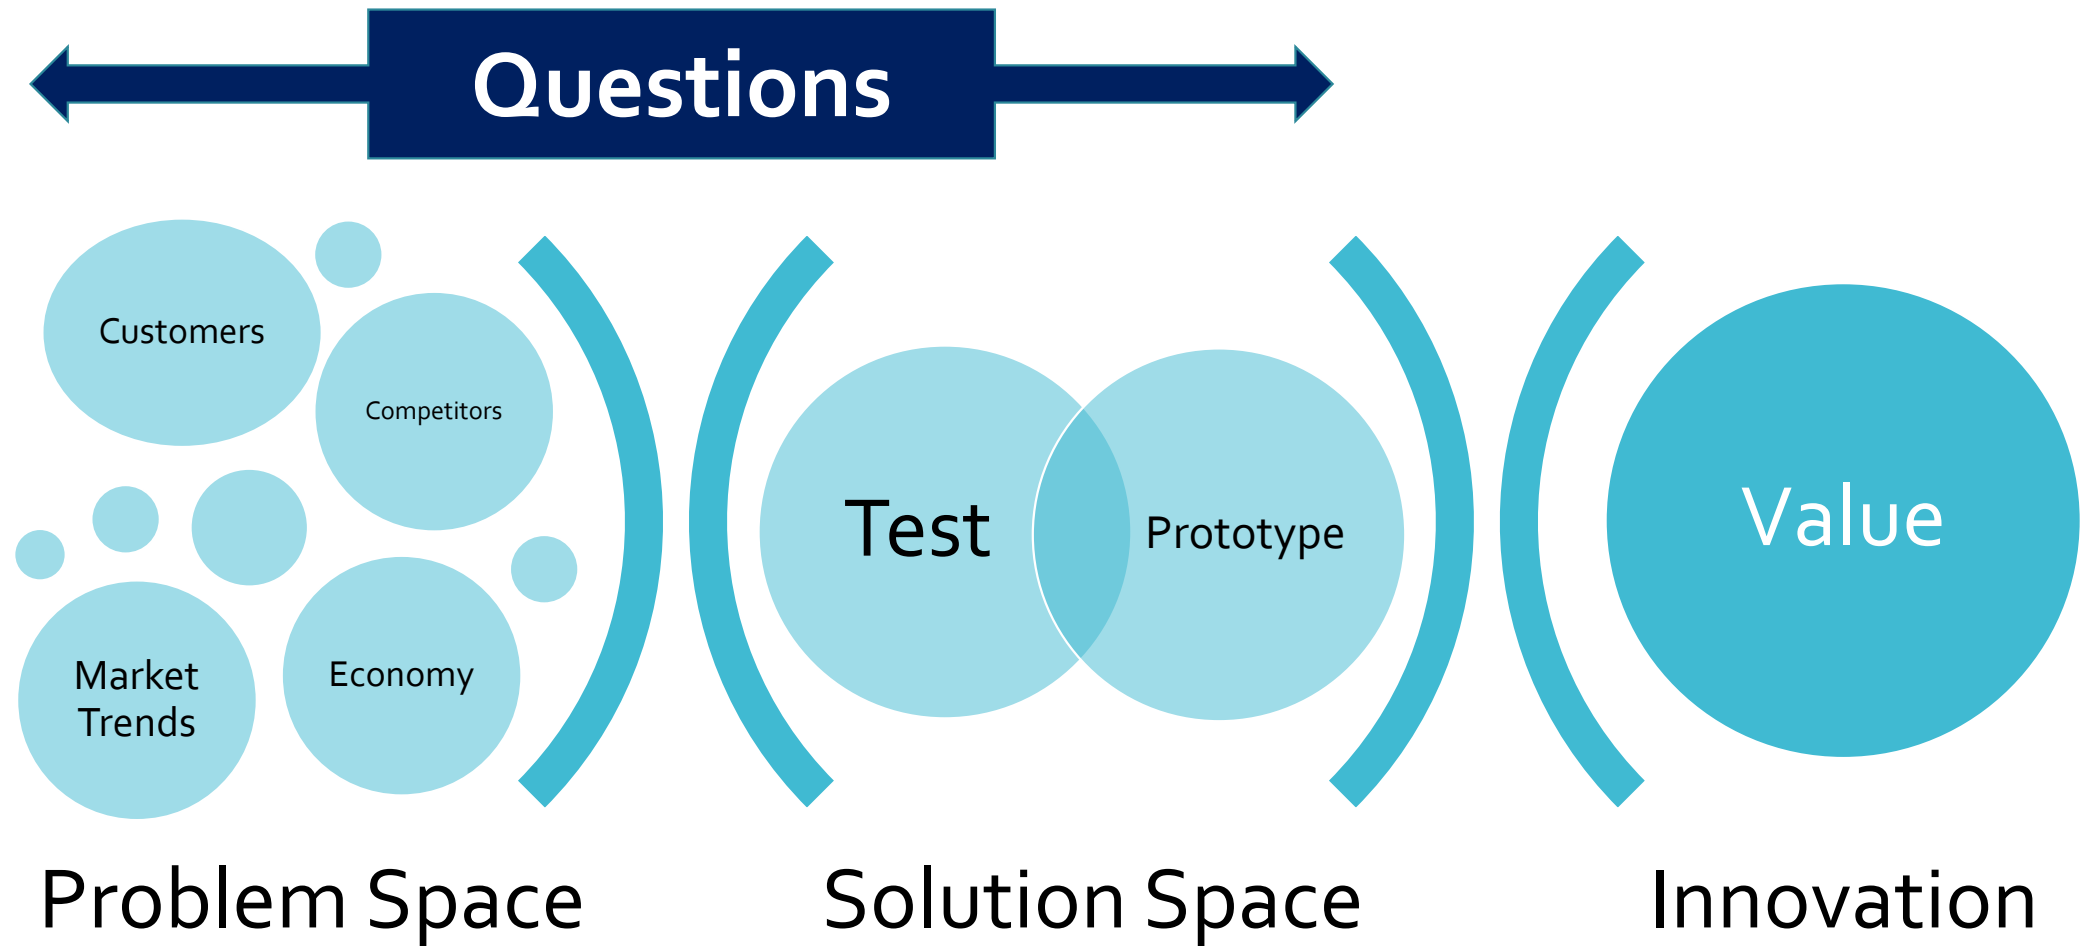 Questions
Customers
Competitors
Market
Trends
Economy
Test
Prototype
Value
Problem Space
Solution Space
Innovation